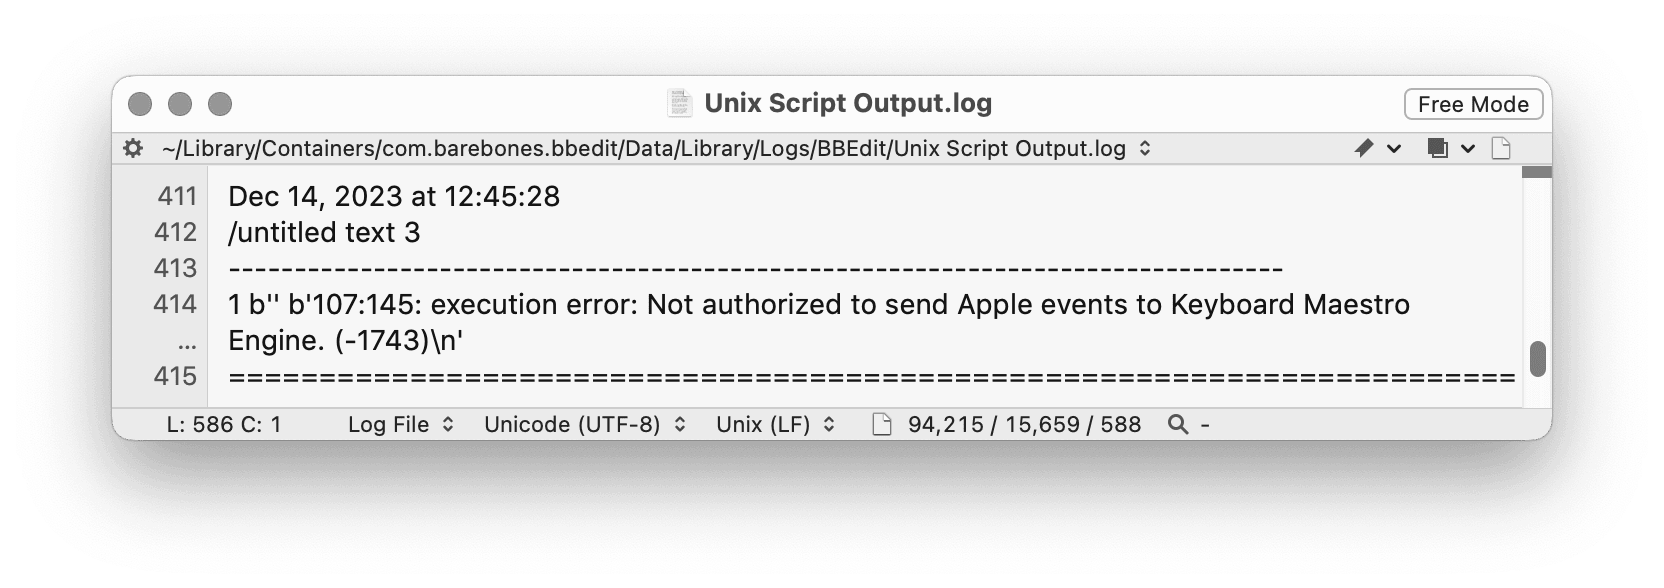 Unix Script Output.log
Free Mode
~/Library/Containers/com.barebones.bbedit/Data/Library/Logs/BBEdit/Unix Script Output.log
411 Dec 14, 2023 at 12:45:28
412 /untitled text 3
413 --------------------------------------------------------------------------------
414 1 b'' b'107:145: execution error: Not authorized to send Apple events to Keyboard Maestro
... Engine. (-1743)\n'
415 ========================================================================
L: 586 C: 1 Log File Unicode (UTF-8) Unix (LF) 94,215 / 15,659 / 588 -